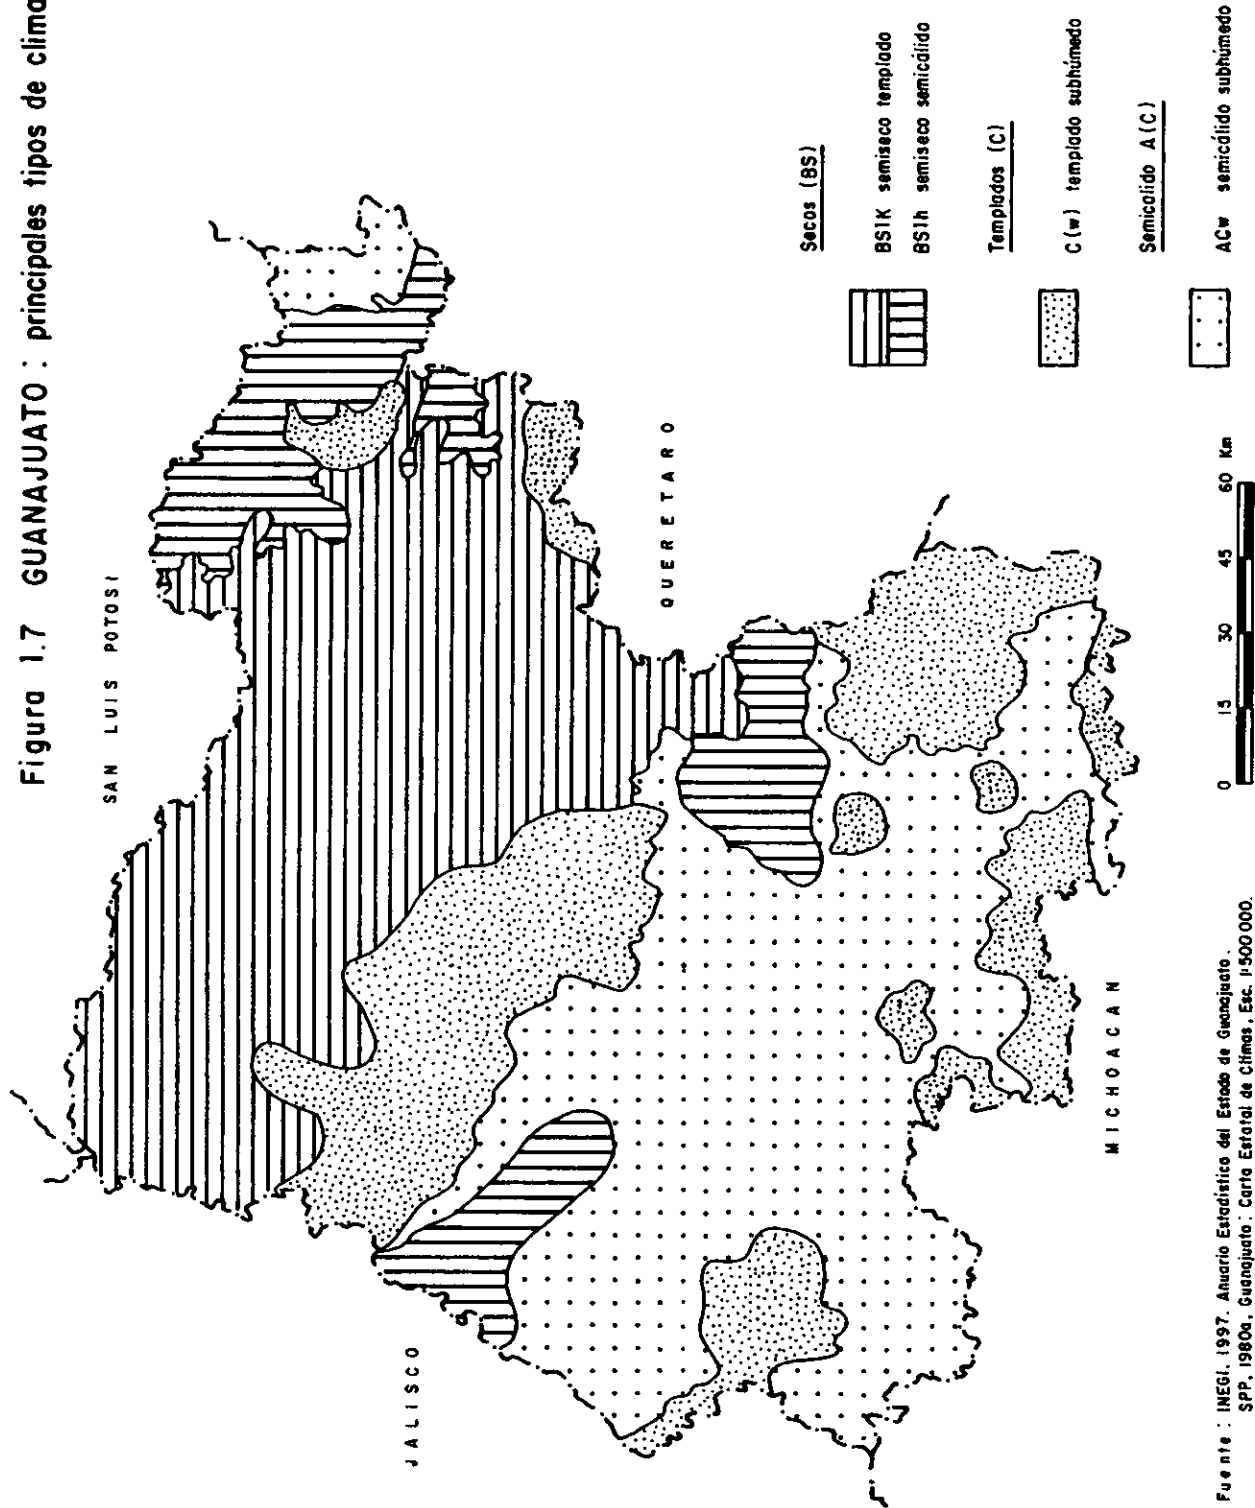 Figura 1.7 GUANAJUATO : principales tipos de clima
SAN LUIS POTOSI
JALISCO
QUERETARO
MICHOACAN
Secos (BS)
BS1K semiseco templado
BS1h semiseco semicálido
Templados (C)
C (w) templado subhúmedo
Semicalido A(C)
ACw semicálido subhúmedo
0 15 30 45 60 Km
Fuente : INEGI, 1997. Anuario Estadístico del Estado de Guanajuato.
SPP, 1980a, Guanajuato : Carta Estatal de Climas, Esc. 1:500 000.